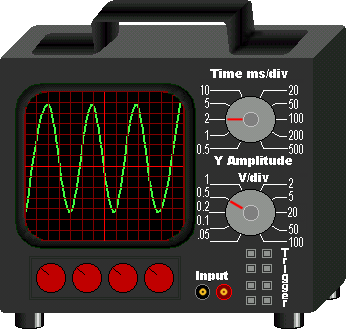 Time ms/div
10 20
5 50
2 100
1 200
0.5 500
Y Amplitude
V/div
1 2
0.5 5
0.2 20
0.1 50
.05 100
Input
Trigger